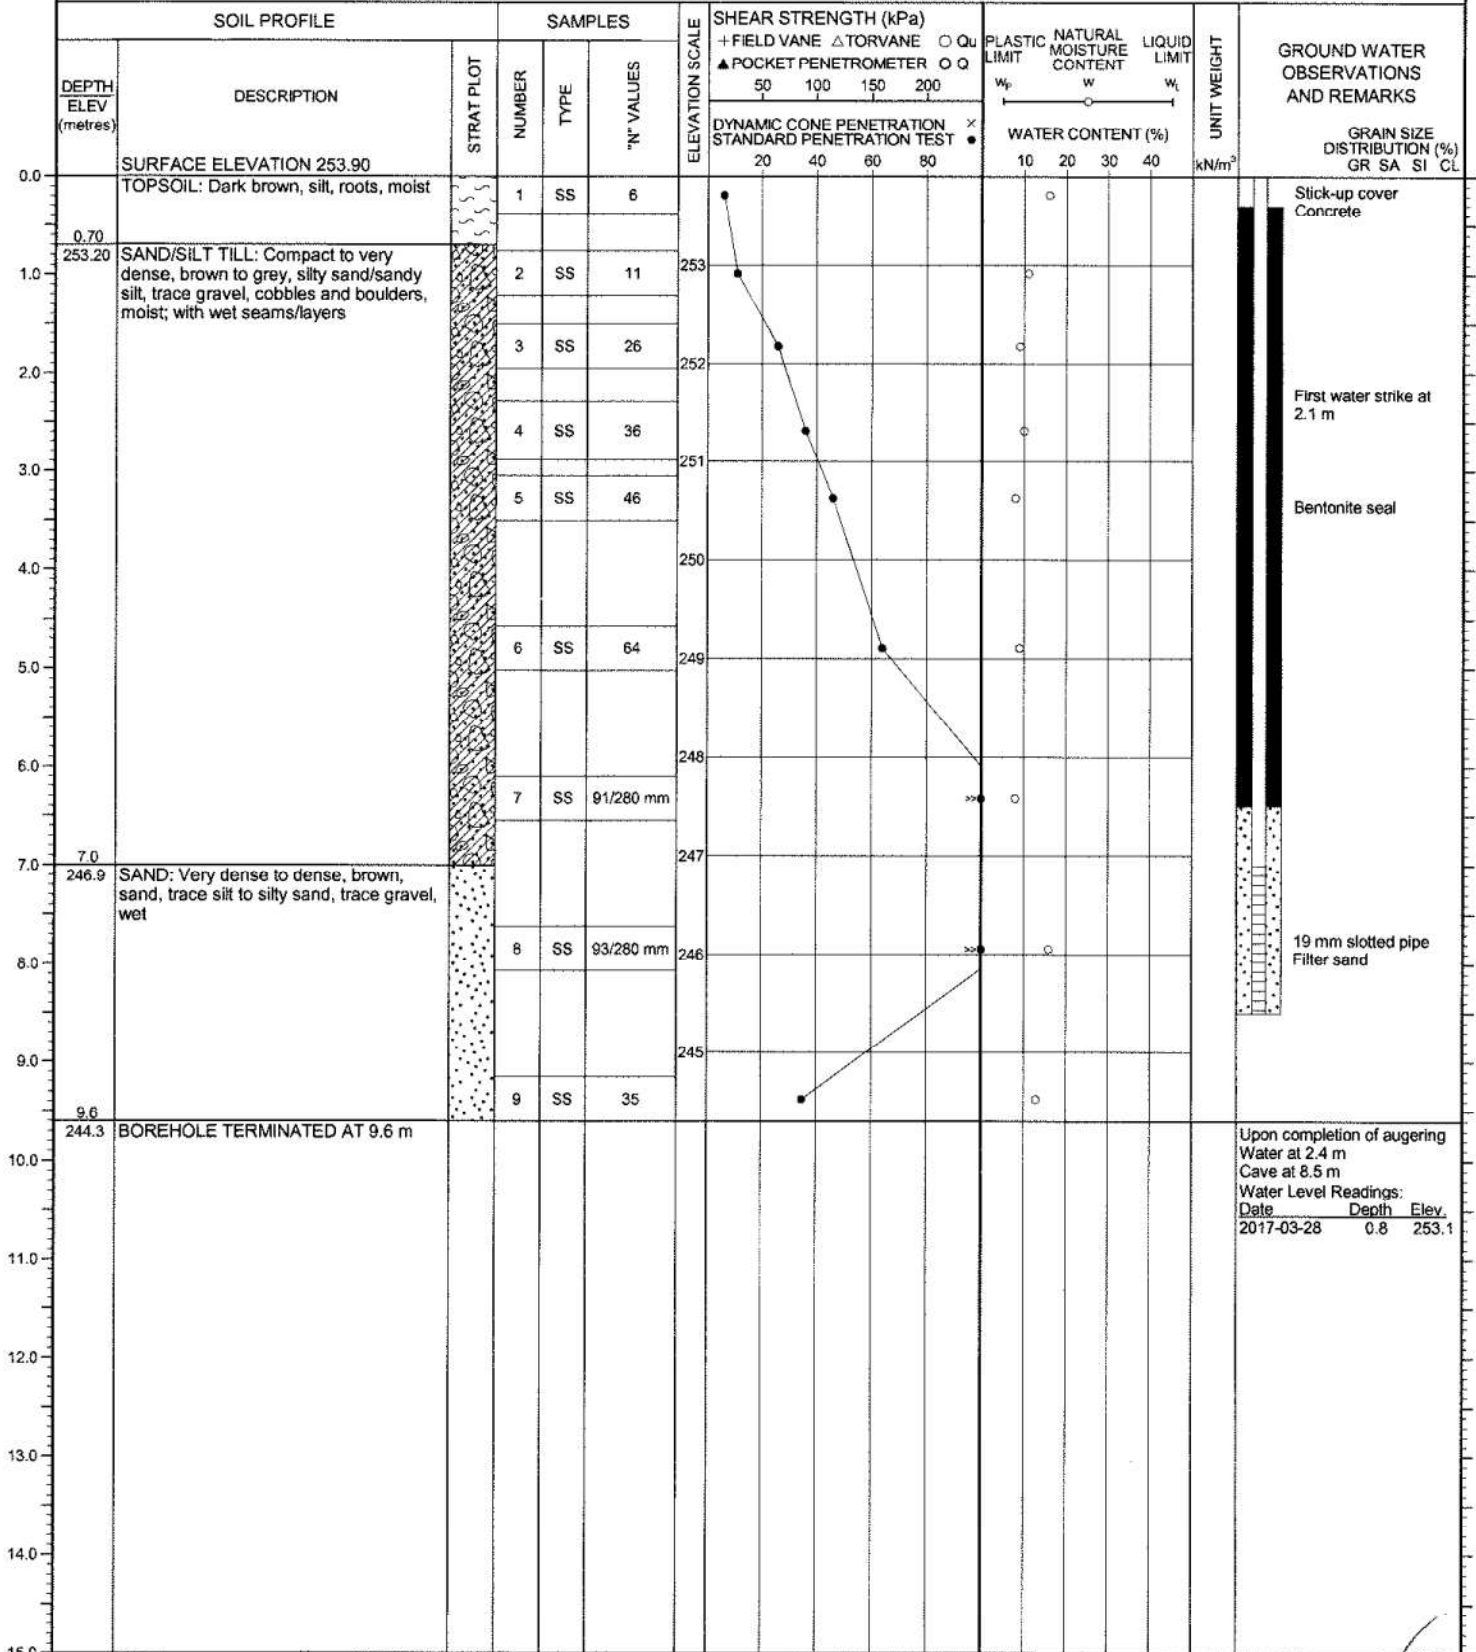 SOIL PROFILE
SAMPLES
DEPTH
ELEV
(metres)
DESCRIPTION
STRAT PLOT
NUMBER
TYPE
"N" VALUES
ELEVATION SCALE
SHEAR STRENGTH (kPa)
+ FIELD VANE △ TORVANE ○ Qu
▲ POCKET PENETROMETER ○ Q
50 100 150 200
DYNAMIC CONE PENETRATION ×
STANDARD PENETRATION TEST ●
20 40 60 80
PLASTIC LIMIT
NATURAL MOISTURE CONTENT
LIQUID LIMIT
WP W WL
WATER CONTENT (%)
10 20 30 40
UNIT WEIGHT
kN/m³
GROUND WATER
OBSERVATIONS
AND REMARKS
GRAIN SIZE
DISTRIBUTION (%)
GR SA SI CL
SURFACE ELEVATION 253.90
0.0
TOPSOIL: Dark brown, silt, roots, moist
1 SS 6
Stick-up cover
Concrete
0.70
253.20
SAND/SILT TILL: Compact to very
dense, brown to grey, silty sand/sandy
silt, trace gravel, cobbles and boulders,
moist; with wet seams/layers
1.0
2 SS 11
253
3 SS 26
2.0
252
First water strike at
2.1 m
4 SS 36
3.0
251
5 SS 46
Bentonite seal
4.0
250
6 SS 64
5.0
249
6.0
248
7 SS 91/280 mm
>>
7.0
7.0
247
246.9
SAND: Very dense to dense, brown,
sand, trace silt to silty sand, trace gravel,
wet
8 SS 93/280 mm
>>
8.0
246
19 mm slotted pipe
Filter sand
9.0
245
9 SS 35
9.6
244.3
BOREHOLE TERMINATED AT 9.6 m
10.0
Upon completion of augering
Water at 2.4 m
Cave at 8.5 m
Water Level Readings:
Date Depth Elev.
2017-03-28 0.8 253.1
11.0
12.0
13.0
14.0